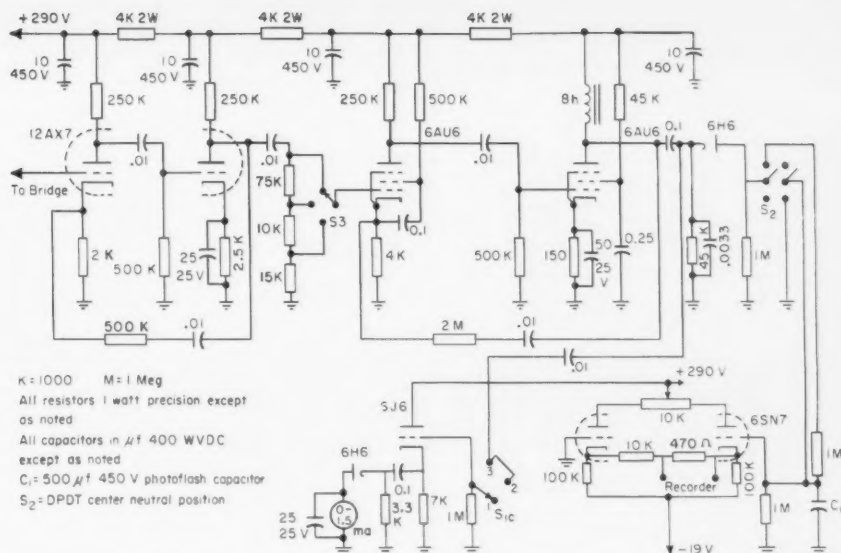 +290V
4K 2W
4K 2W
4K 2W
10
450V
10
450V
10
450V
10
450V
250K
250K
250K
500K
8h
45K
12AX7
6AU6
6AU6
0.1
6H6
.01
.01
.01
.01
To Bridge
75K
S3
10K
15K
2K
500K
25
25V
2.5K
0.1
4K
500K
150
50
25
V
0.25
45K
.0033
1M
S2
500K
.01
2M
.01
.01
K=1000 M=1 Meg
All resistors 1 watt precision except
as noted
All capacitors in μf 400 WVDC
except as noted
C1=500 μf 450V photoflash capacitor
S2=DPDT center neutral position
+290V
SJ6
10K
6SN7
6H6
3
2
1
S1c
10K
470Ω
Recorder
100K
100K
1M
25
25V
0-
1.5
ma
0.1
3.3
K
7K
1M
1M
C1
-19V